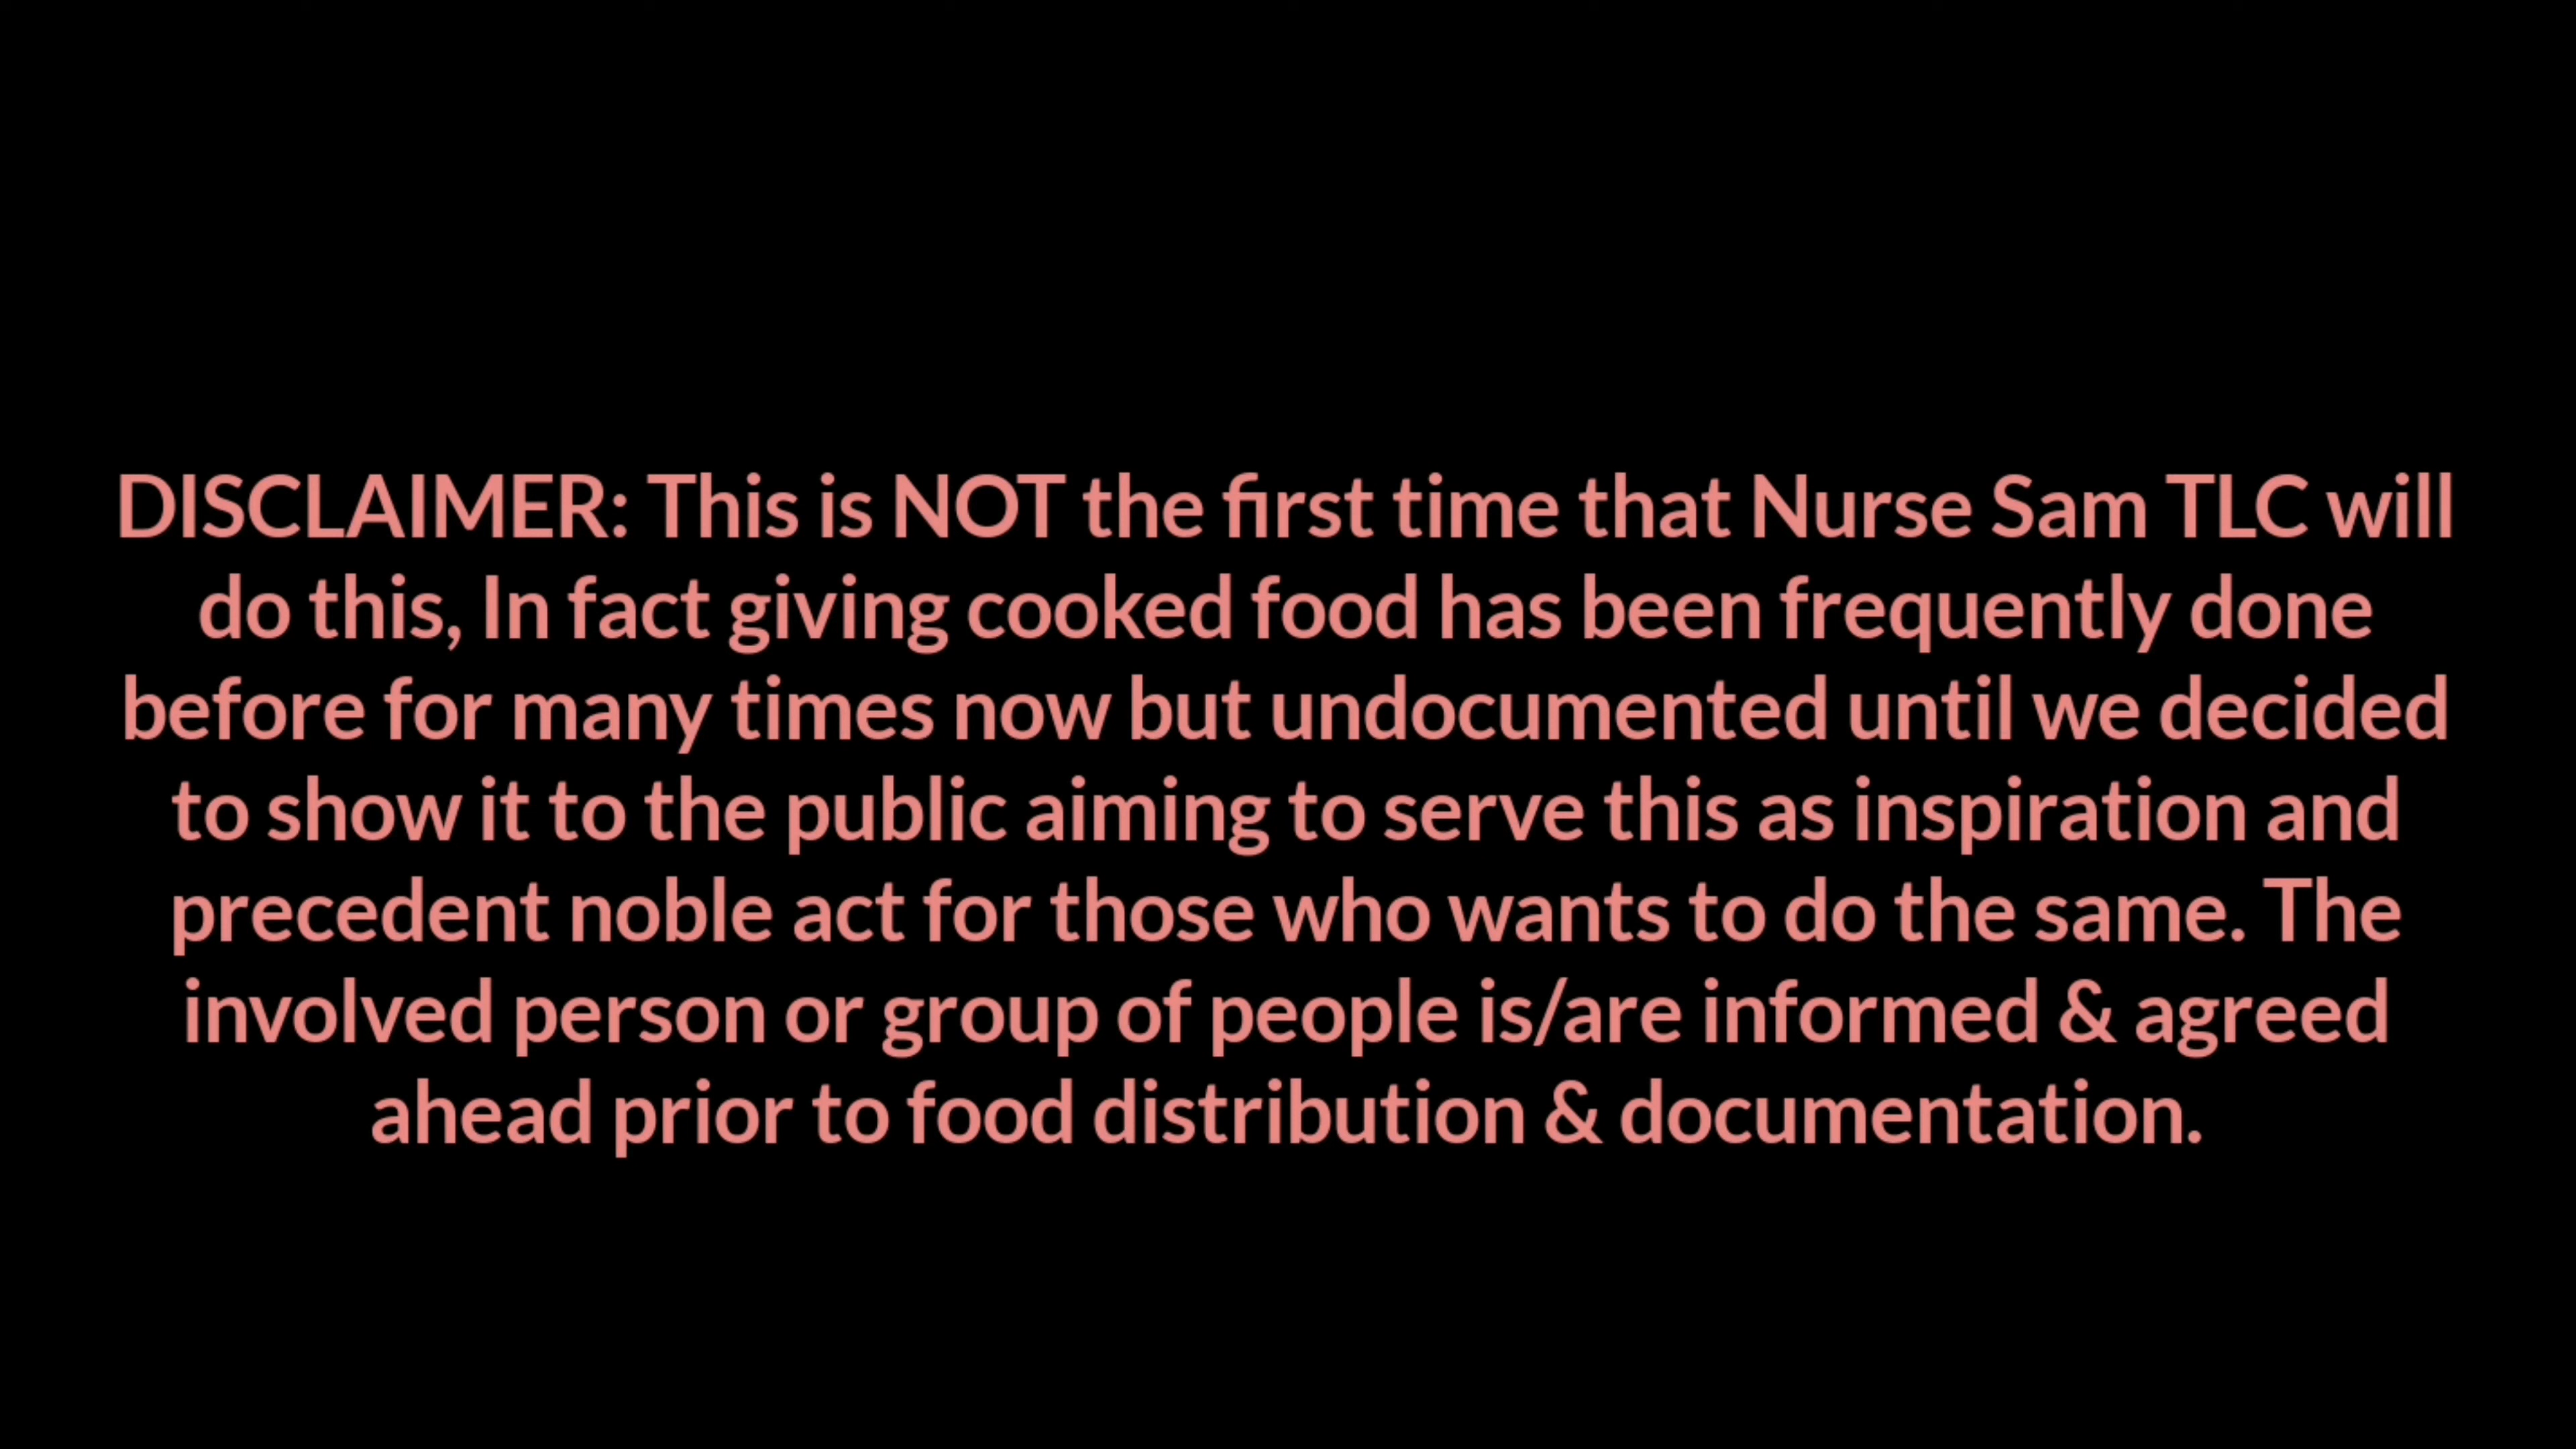 DISCLAIMER: This is NOT the first time that Nurse Sam TLC will
do this, In fact giving cooked food has been frequently done
before for many times now but undocumented until we decided
to show it to the public aiming to serve this as inspiration and
precedent noble act for those who wants to do the same. The
involved person or group of people is/are informed & agreed
ahead prior to food distribution & documentation.